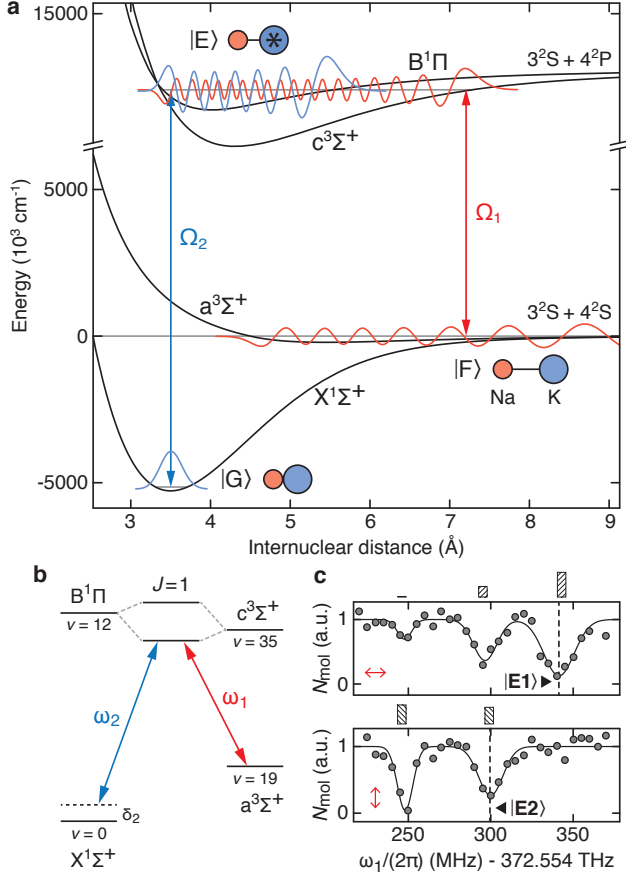 a
|E⟩
*
B¹Π
3²S + 4²P
15000
c³Σ⁺
5000
Ω₂
Ω₁
Energy (10³ cm⁻¹)
a³Σ⁺
3²S + 4²S
0
|F⟩
X¹Σ⁺
Na K
|G⟩
-5000
3 4 5 6 7 8 9
Internuclear distance (Å)
b
B¹Π
J=1
c³Σ⁺
v = 12
v = 35
ω₂
ω₁
v = 19
a³Σ⁺
δ₂
v = 0
X¹Σ⁺
c
1
N_mol (a.u.)
|E1⟩
0
1
N_mol (a.u.)
|E2⟩
0
250 300 350
ω₁/(2π) (MHz) - 372.554 THz